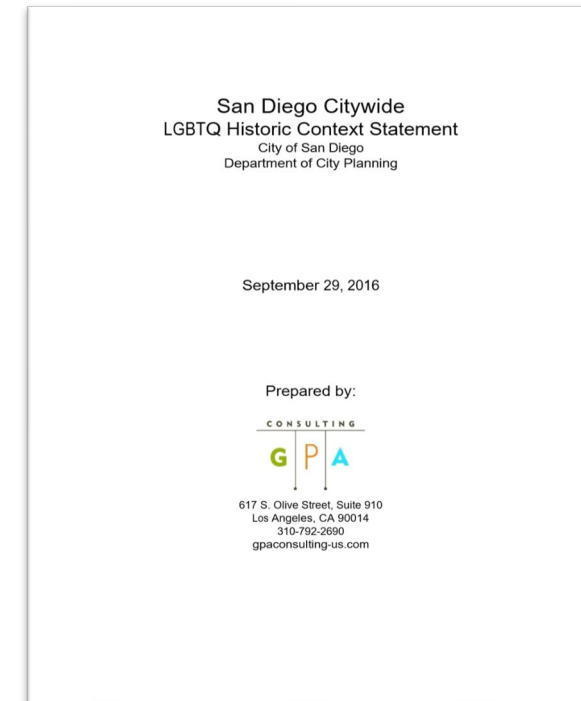 San Diego Citywide
LGBTQ Historic Context Statement
City of San Diego
Department of City Planning
September 29, 2016
Prepared by:
CONSULTING
GPA
617 S. Olive Street, Suite 910
Los Angeles, CA 90014
310-792-2690
gpaconsulting-us.com